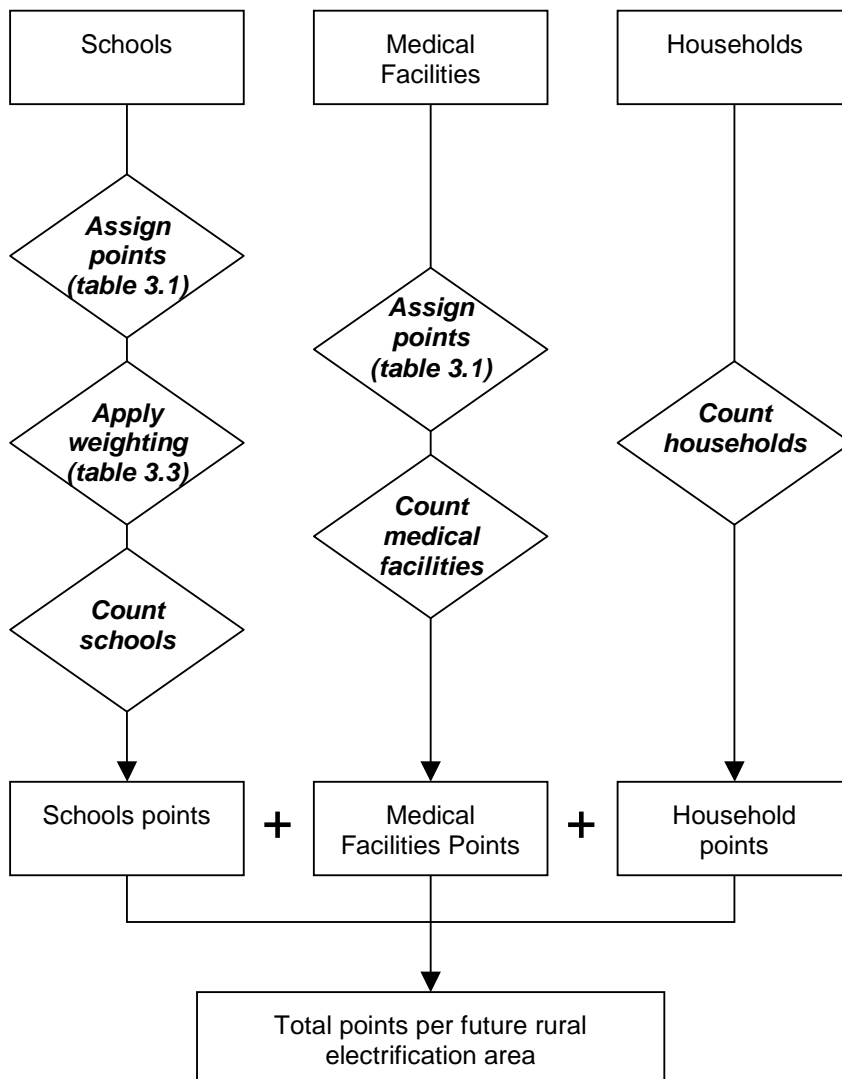 Schools
Medical
Facilities
Households
Assign
points
(table 3.1)
Apply
weighting
(table 3.3)
Count
schools
Assign
points
(table 3.1)
Count
medical
facilities
Count
households
Schools points
+
Medical
Facilities Points
+
Household
points
Total points per future rural
electrification area